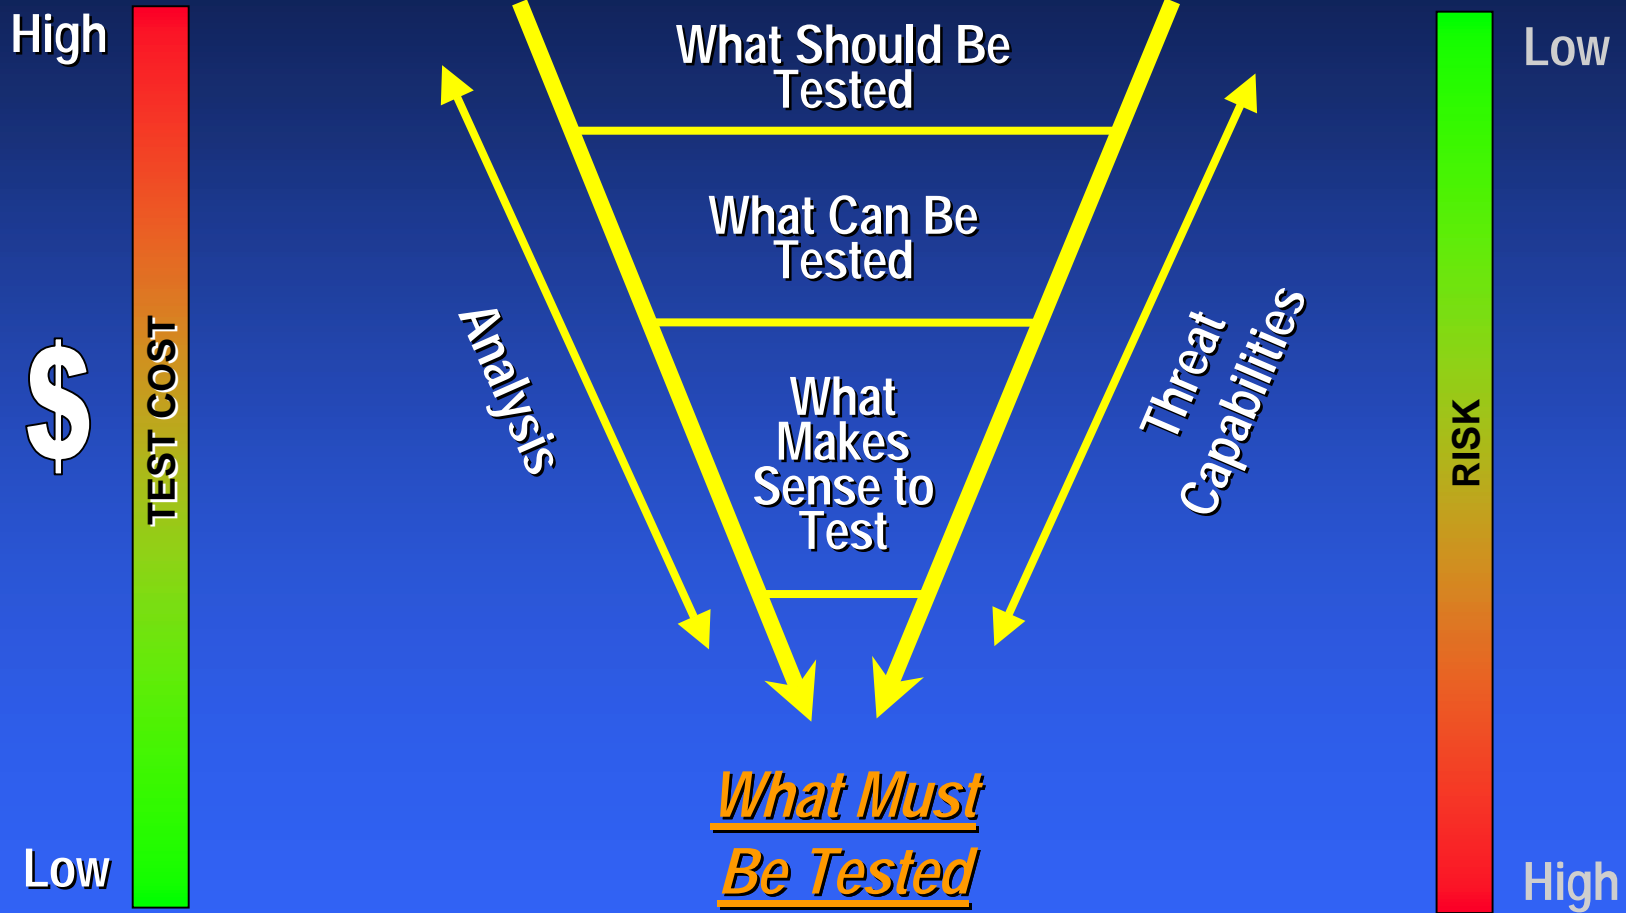 High
$
TEST COST
Low
What Should Be
Tested
What Can Be
Tested
What
Makes
Sense to
Test
Analysis
Threat
Capabilities
What Must
Be Tested
Low
RISK
High